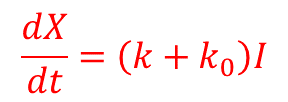 dX/dt = (k + k₀)I